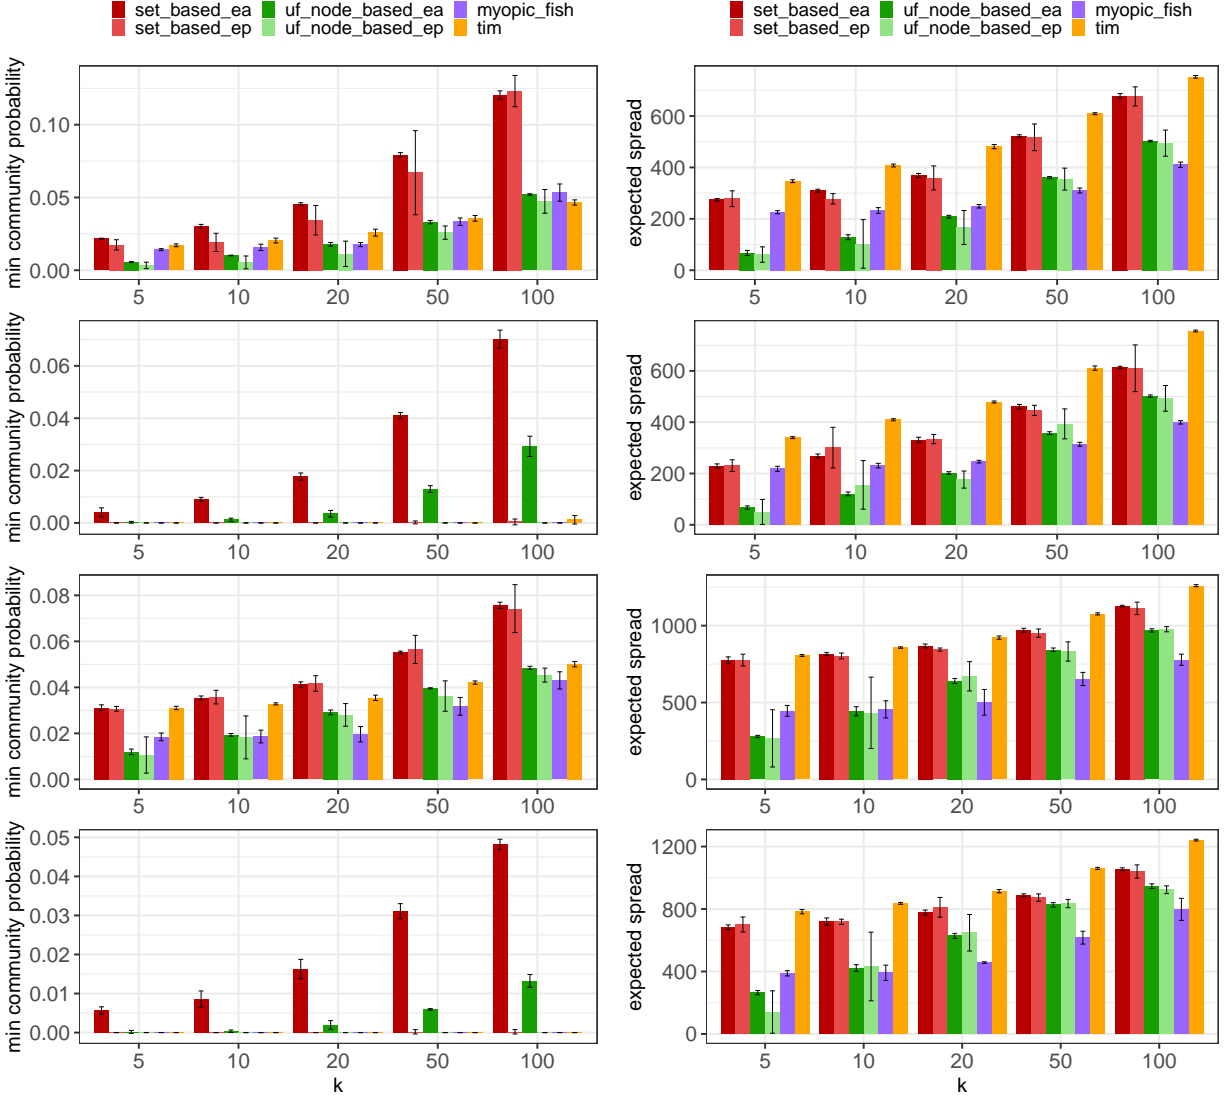 set_based_ea uf_node_based_ea myopic_fish
set_based_ep uf_node_based_ep tim
set_based_ea uf_node_based_ea myopic_fish
set_based_ep uf_node_based_ep tim
min community probability
0.10
0.05
0.00
5 10 20 50 100
expected spread
600
400
200
0
5 10 20 50 100
min community probability
0.06
0.04
0.02
0.00
5 10 20 50 100
expected spread
600
400
200
0
5 10 20 50 100
min community probability
0.08
0.06
0.04
0.02
0.00
5 10 20 50 100
expected spread
1000
500
0
5 10 20 50 100
min community probability
0.05
0.04
0.03
0.02
0.01
0.00
5 10 20 50 100
k
expected spread
1200
800
400
0
5 10 20 50 100
k